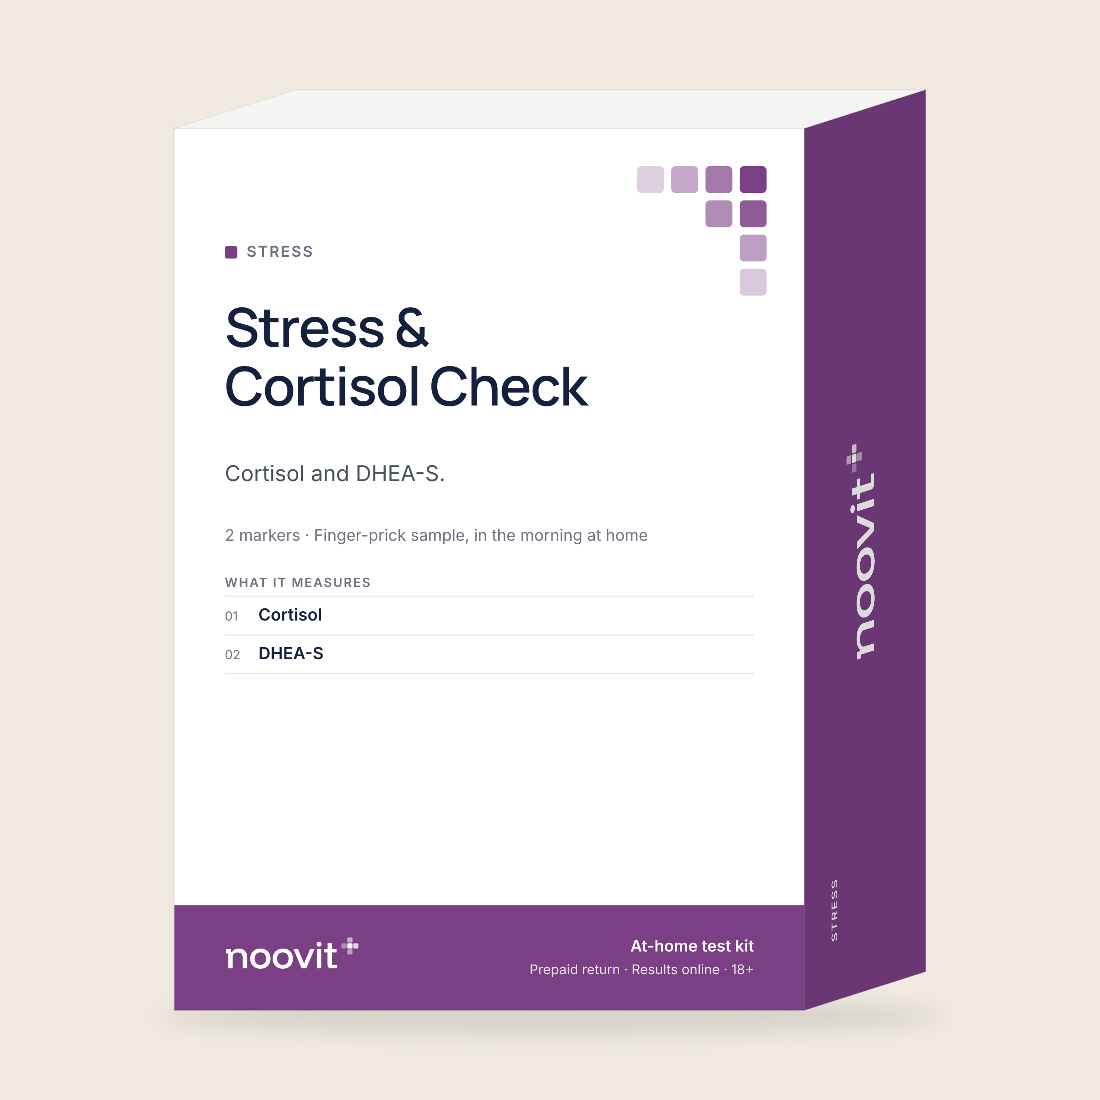 STRESS
Stress &
Cortisol Check
Cortisol and DHEA-S.
2 markers · Finger-prick sample, in the morning at home
WHAT IT MEASURES
01 Cortisol
02 DHEA-S
noovit
At-home test kit
Prepaid return · Results online · 18+
noovit
STRESS